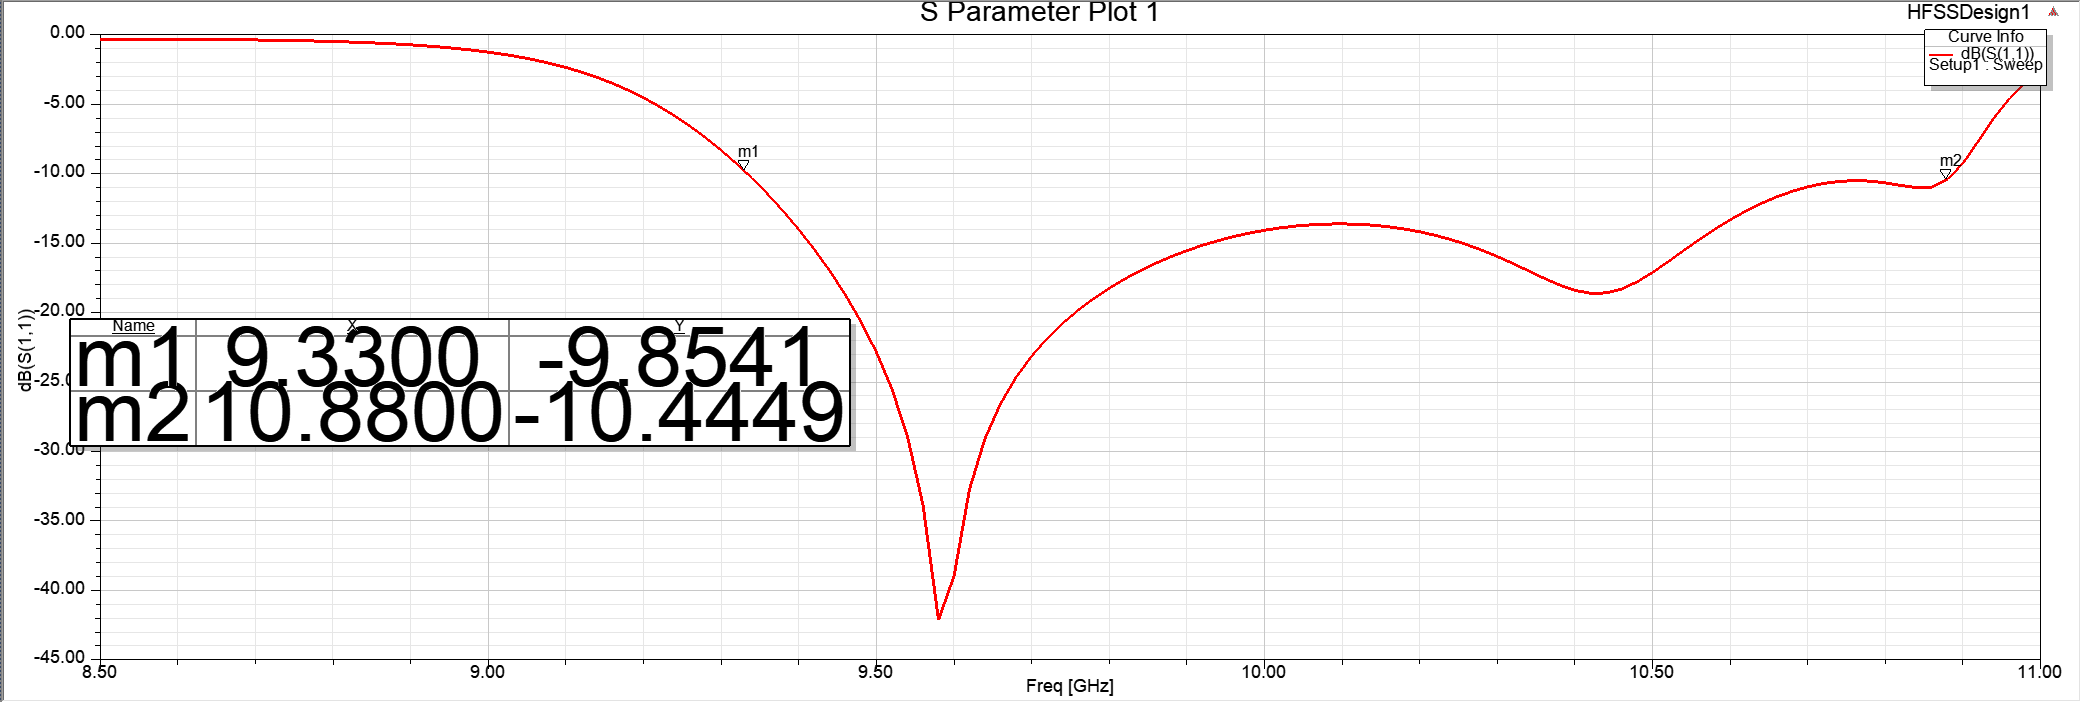 S Parameter Plot 1
HFSSDesign1
Curve Info
dB(S(1,1))
Setup1 : Sweep
0.00
-5.00
-10.00
-15.00
-20.00
-25.00
-30.00
-35.00
-40.00
-45.00
dB(S(1,1))
m1
m2
Name X Y
m1 9.3300 -9.8541
m2 10.8800 -10.4449
8.50 9.00 9.50 10.00 10.50 11.00
Freq [GHz]